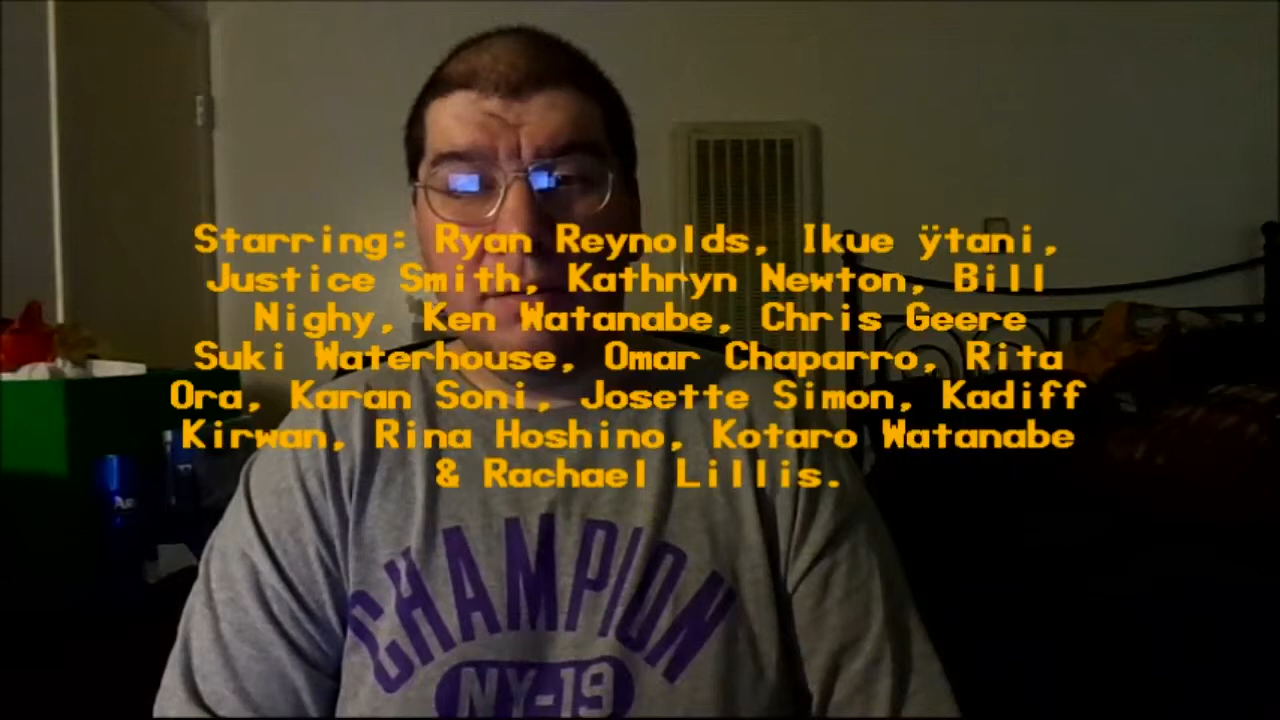 Starring: Ryan Reynolds, Ikue ÿtani,
Justice Smith, Kathryn Newton, Bill
Nighy, Ken Watanabe, Chris Geere
Suki Waterhouse, Omar Chaparro, Rita
Ora, Karan Soni, Josette Simon, Kadiff
Kirwan, Rina Hoshino, Kotaro Watanabe
& Rachael Lillis.
CHAMPION
NY-19